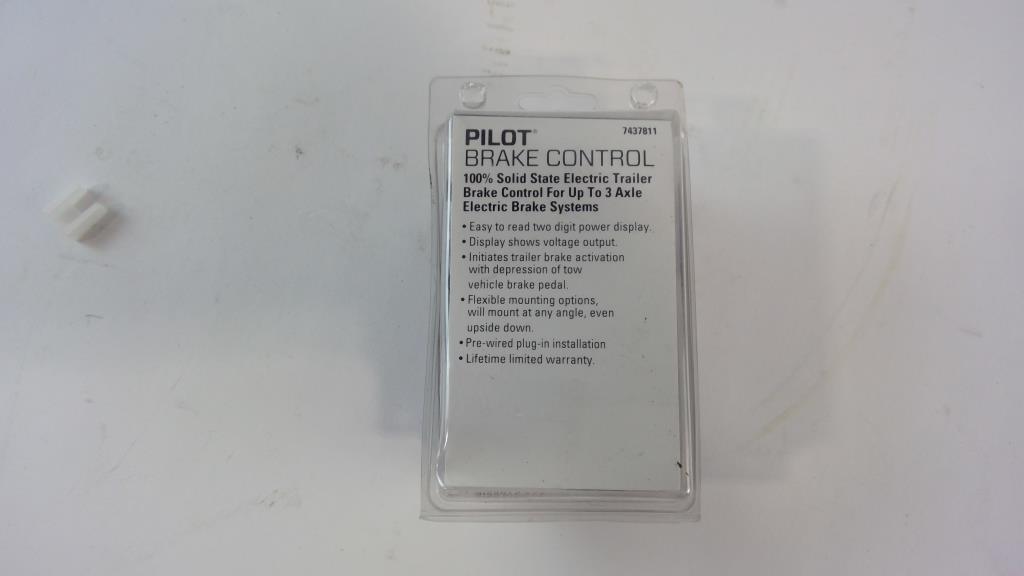 PILOT® 7437811
BRAKE CONTROL
100% Solid State Electric Trailer
Brake Control For Up To 3 Axle
Electric Brake Systems
• Easy to read two digit power display.
• Display shows voltage output.
• Initiates trailer brake activation
with depression of tow
vehicle brake pedal.
• Flexible mounting options,
will mount at any angle, even
upside down.
• Pre-wired plug-in installation
• Lifetime limited warranty.